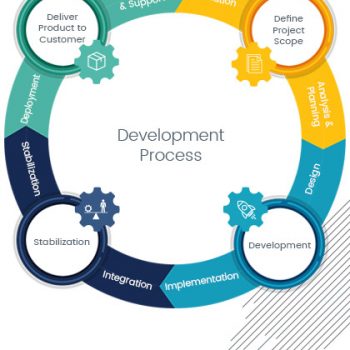 & Support
Deliver
Product to
Customer
Define
Project
Scope
Analysis &
Planning
Deployment
Development
Process
Design
Stabilization
Stabilization
Development
Integration
Implementation